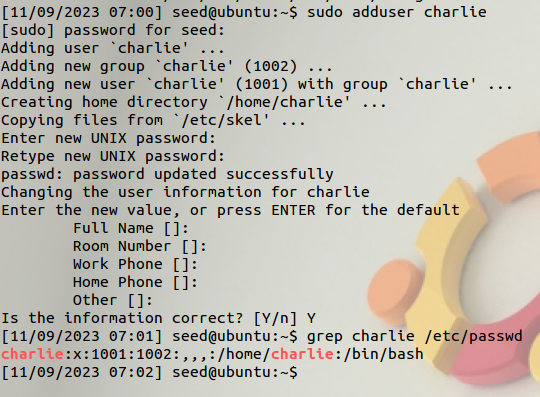 [11/09/2023 07:00] seed@ubuntu:~$ sudo adduser charlie
[sudo] password for seed:
Adding user `charlie' ...
Adding new group `charlie' (1002) ...
Adding new user `charlie' (1001) with group `charlie' ...
Creating home directory `/home/charlie' ...
Copying files from `/etc/skel' ...
Enter new UNIX password:
Retype new UNIX password:
passwd: password updated successfully
Changing the user information for charlie
Enter the new value, or press ENTER for the default
        Full Name []:
        Room Number []:
        Work Phone []:
        Home Phone []:
        Other []:
Is the information correct? [Y/n] Y
[11/09/2023 07:01] seed@ubuntu:~$ grep charlie /etc/passwd
charlie:x:1001:1002:,,,:/home/charlie:/bin/bash
[11/09/2023 07:02] seed@ubuntu:~$